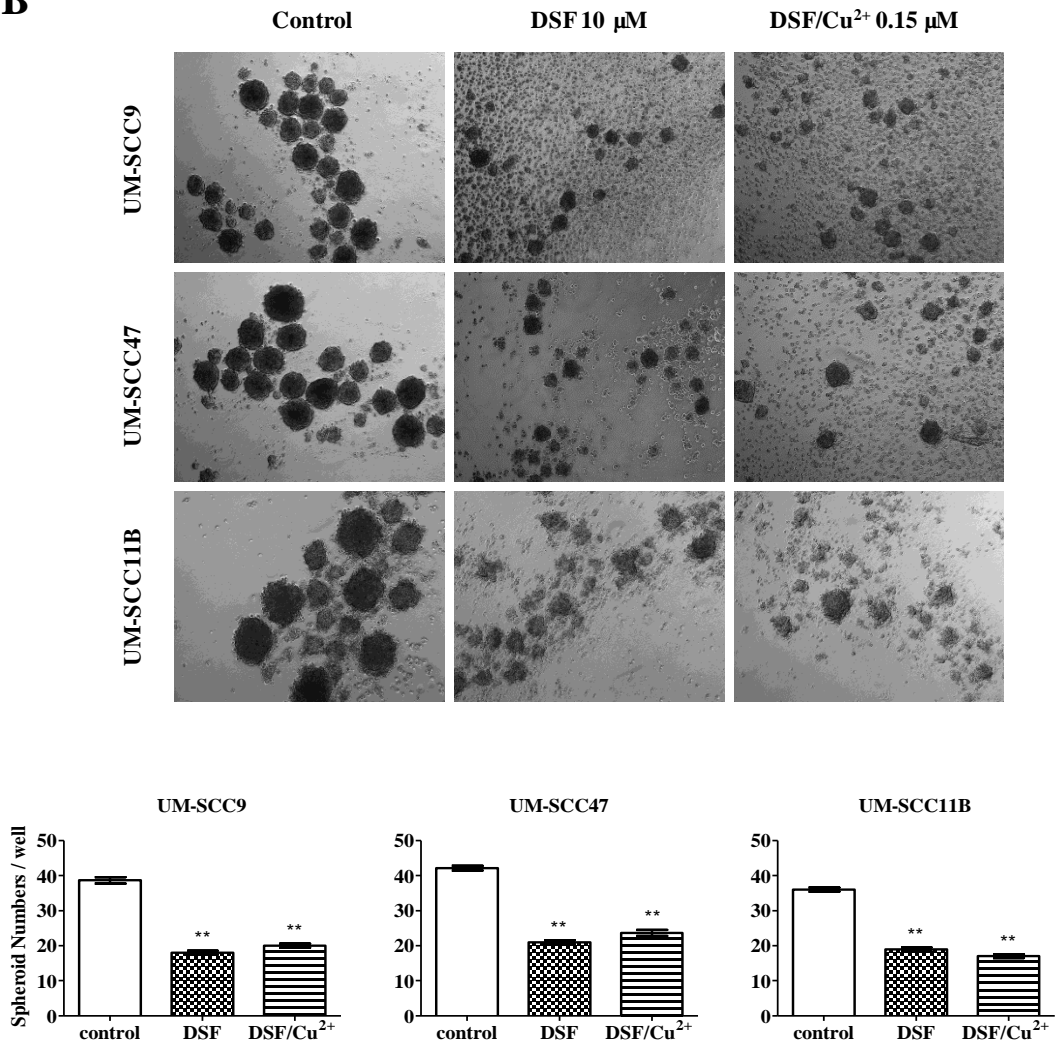 B
Control DSF 10 μM DSF/Cu²⁺ 0.15 μM
UM-SCC9
UM-SCC47
UM-SCC11B
UM-SCC9 UM-SCC47 UM-SCC11B
Spheroid Numbers / well
50
40
30
20
10
0
** **
control DSF DSF/Cu²⁺
50
40
30
20
10
0
** **
control DSF DSF/Cu²⁺
50
40
30
20
10
0
** **
control DSF DSF/Cu²⁺